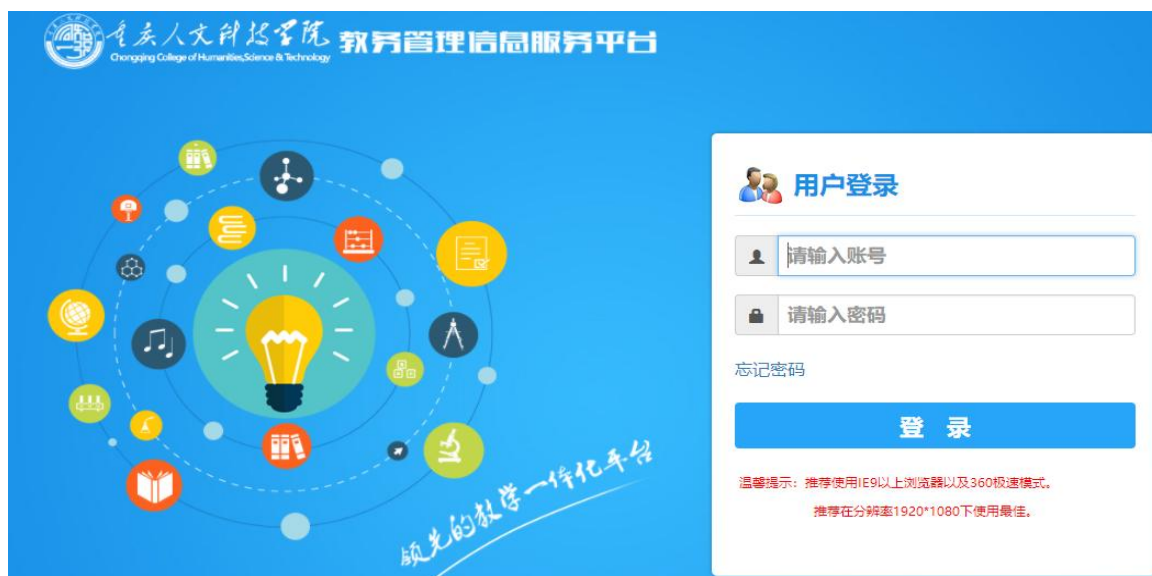 重庆人文科技学院 教务管理信息服务平台
Chongqing College of Humanities,Science & Technology
用户登录
请输入账号
请输入密码
忘记密码
登 录
温馨提示：推荐使用IE9以上浏览器以及360极速模式。
推荐在分辨率1920*1080下使用最佳。
领先的教学一体化平台